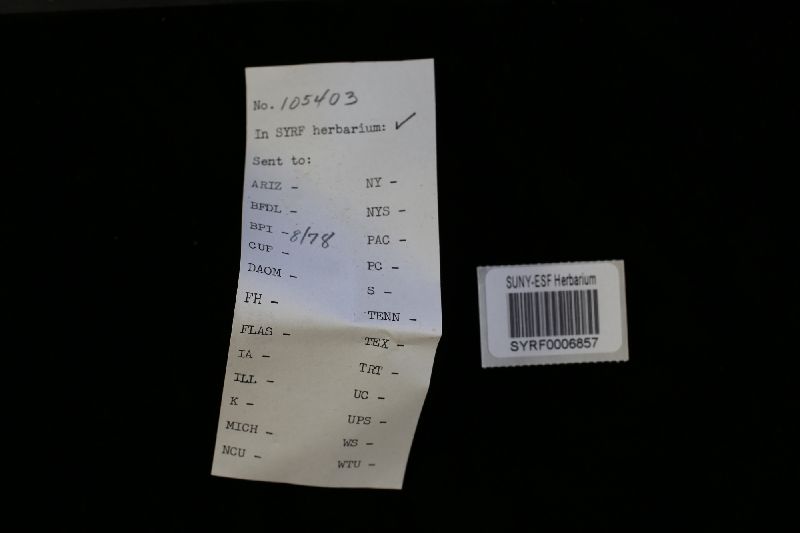 No. 105403
In SYRF herbarium: ✓
Sent to:
ARIZ -
BFDL -
BPI - 8/78
CUP -
DAOM -
FH -
FLAS -
IA -
ILL -
K -
MICH -
NCU -
NY -
NYS -
PAC -
PC -
S -
TENN -
TEX -
TRT -
UC -
UPS -
WS -
WTU -
SUNY-ESF Herbarium
SYRF0006857